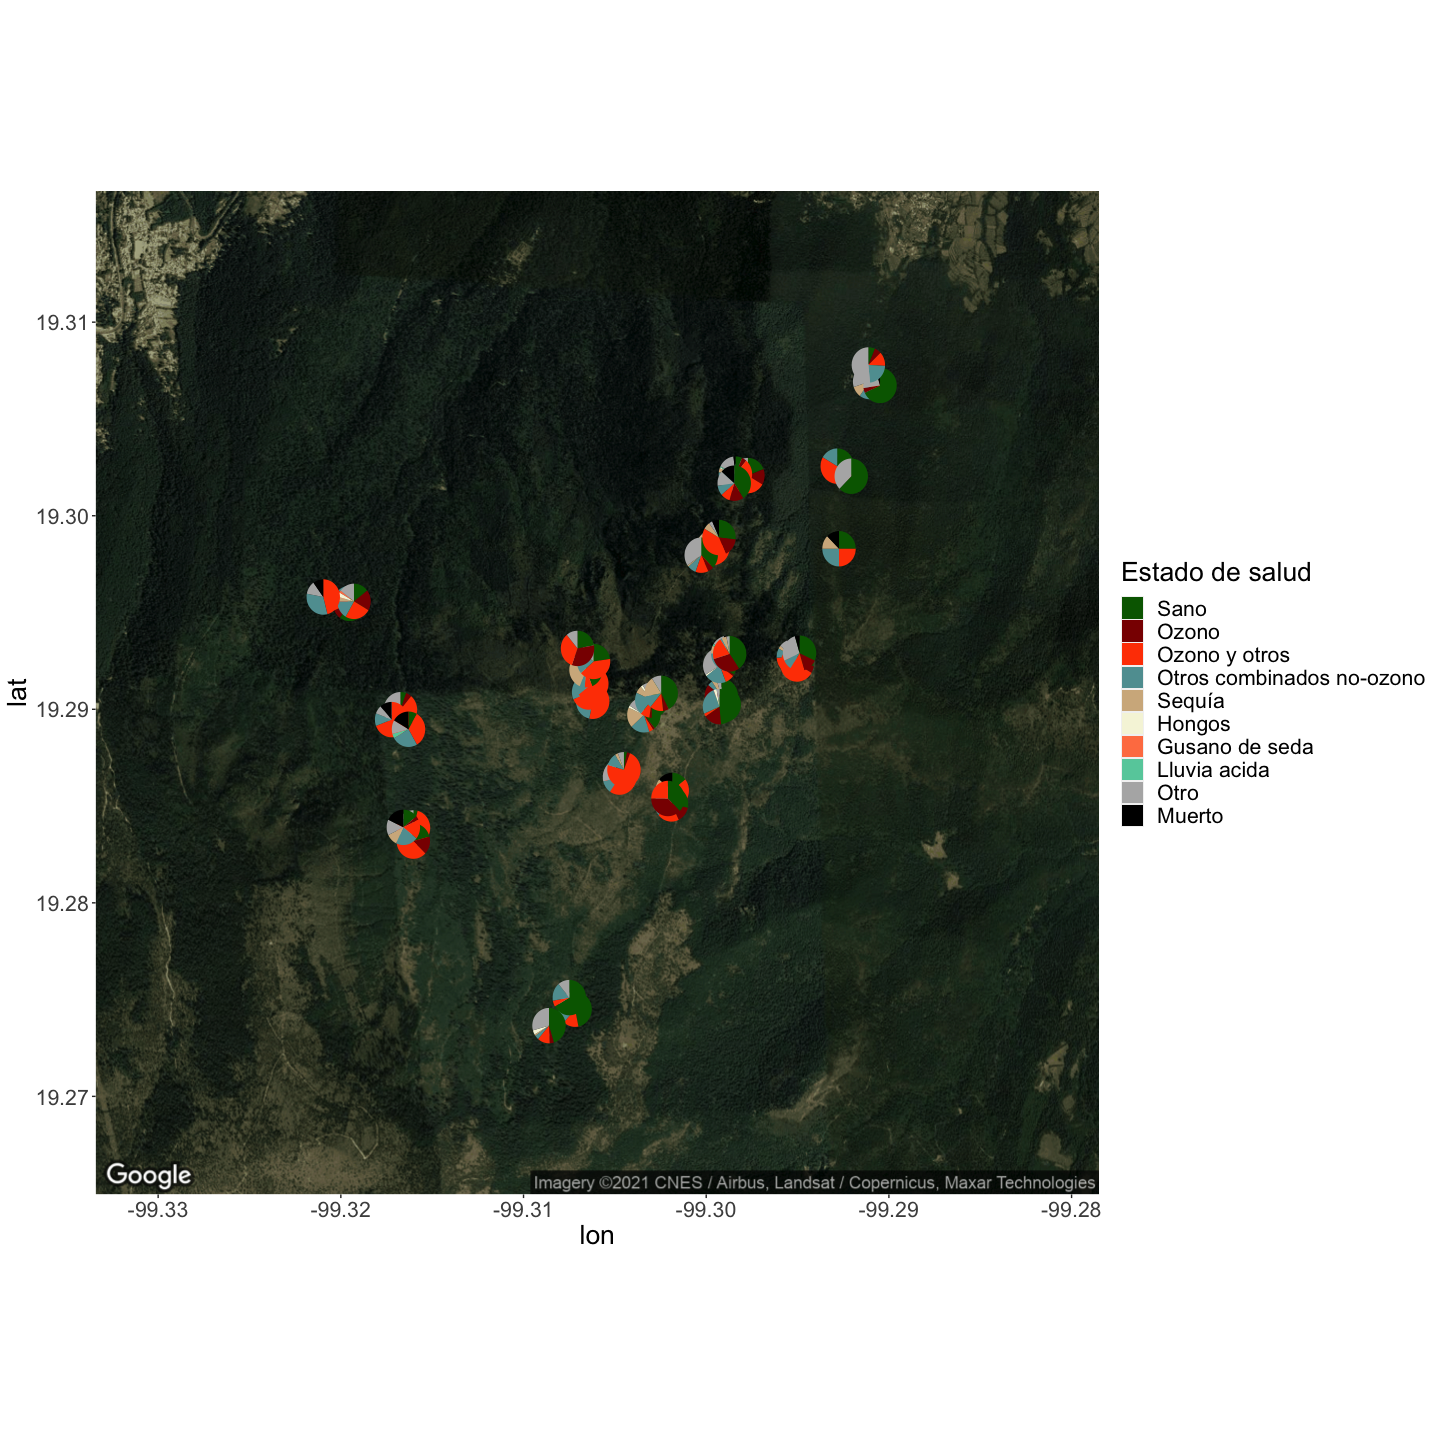 lat
19.31
19.30
19.29
19.28
19.27
-99.33
-99.32
-99.31
-99.30
-99.29
-99.28
lon
Google
Imagery ©2021 CNES / Airbus, Landsat / Copernicus, Maxar Technologies
Estado de salud
Sano
Ozono
Ozono y otros
Otros combinados no-ozono
Sequía
Hongos
Gusano de seda
Lluvia acida
Otro
Muerto